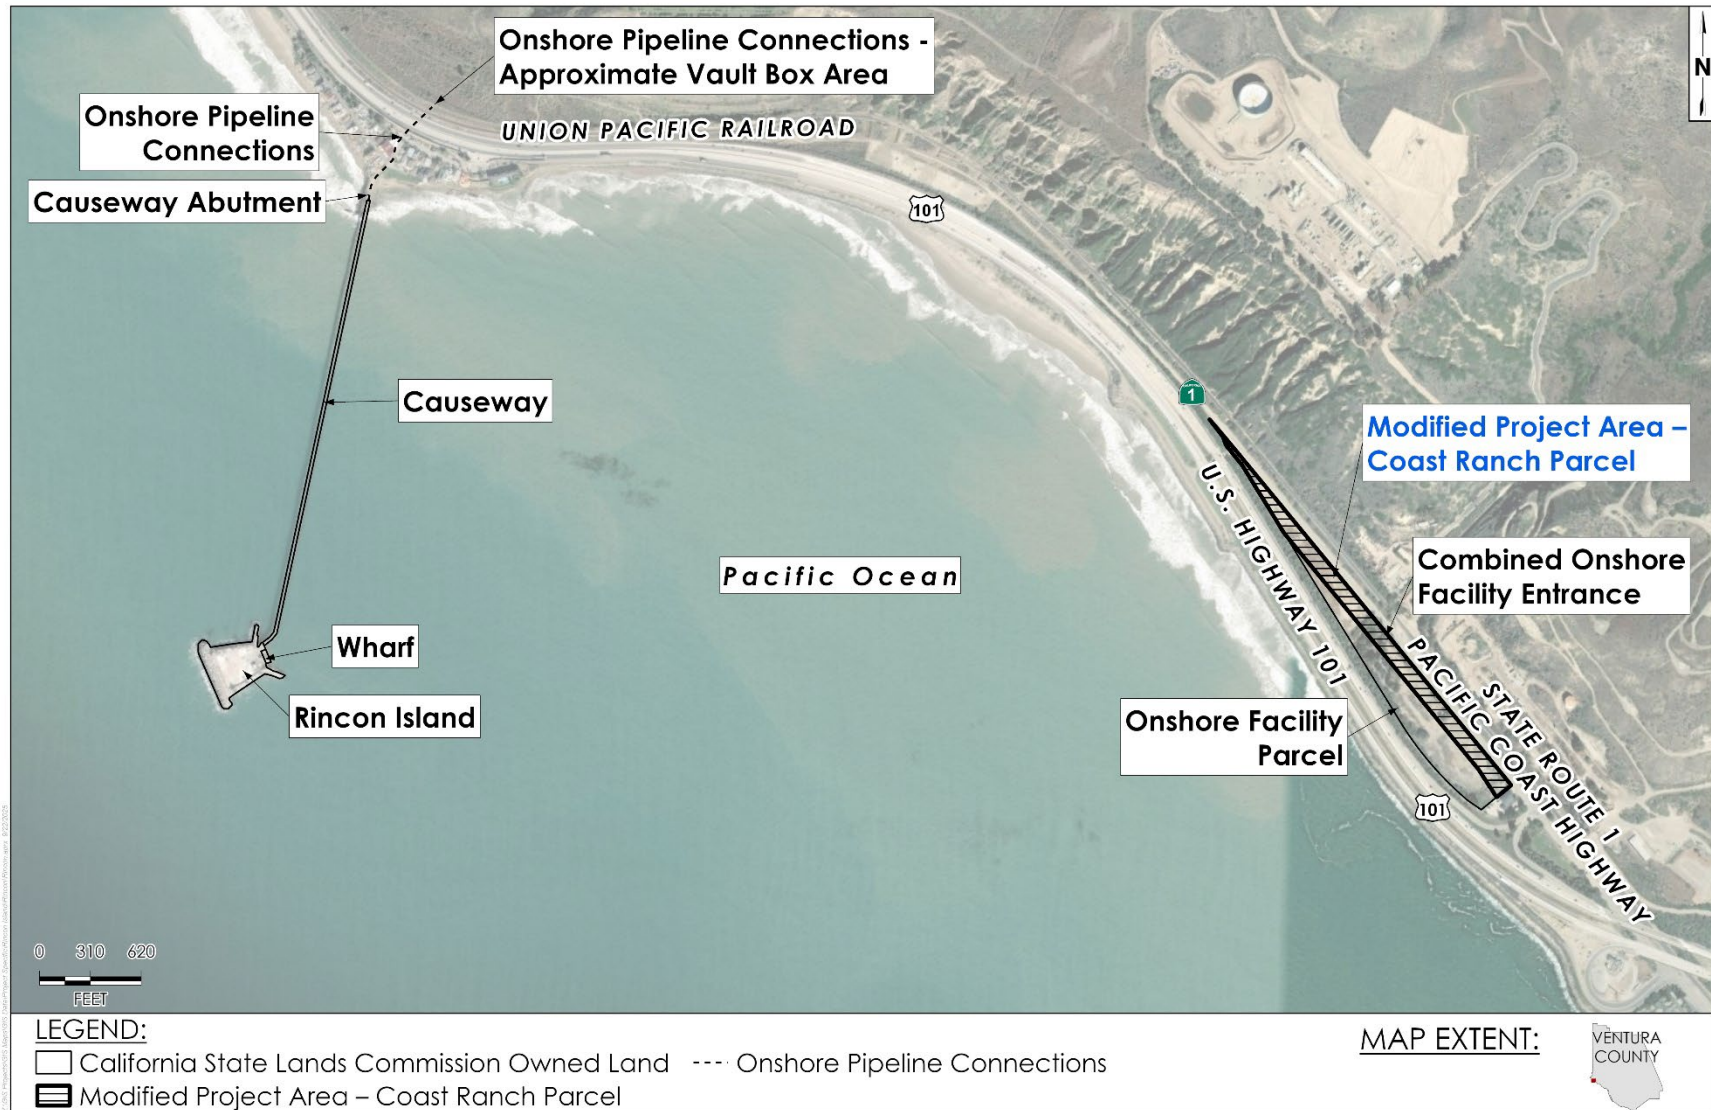 Onshore Pipeline Connections -
Approximate Vault Box Area
N
Onshore Pipeline
Connections
UNION PACIFIC RAILROAD
Causeway Abutment
101
Causeway
1
Modified Project Area –
Coast Ranch Parcel
U.S. HIGHWAY 101
Pacific Ocean
Combined Onshore
Facility Entrance
Wharf
Rincon Island
PACIFIC COAST HIGHWAY
STATE ROUTE 1
Onshore Facility
Parcel
101
0 310 620
FEET
LEGEND:
California State Lands Commission Owned Land
Onshore Pipeline Connections
Modified Project Area – Coast Ranch Parcel
MAP EXTENT:
VENTURA
COUNTY